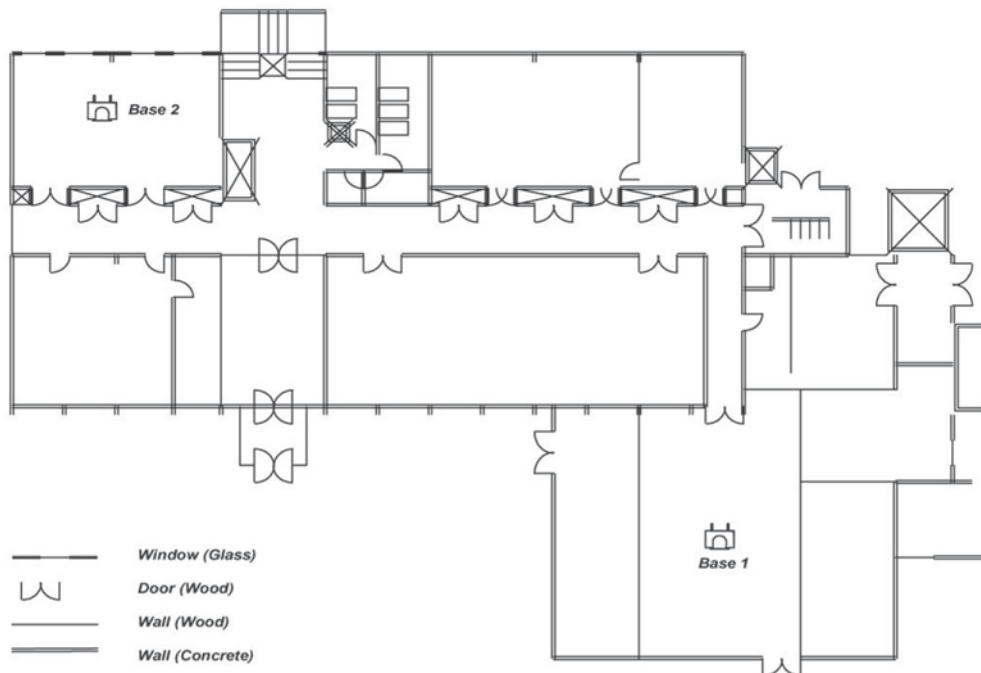 Base 2
Base 1
Window (Glass)
Door (Wood)
Wall (Wood)
Wall (Concrete)